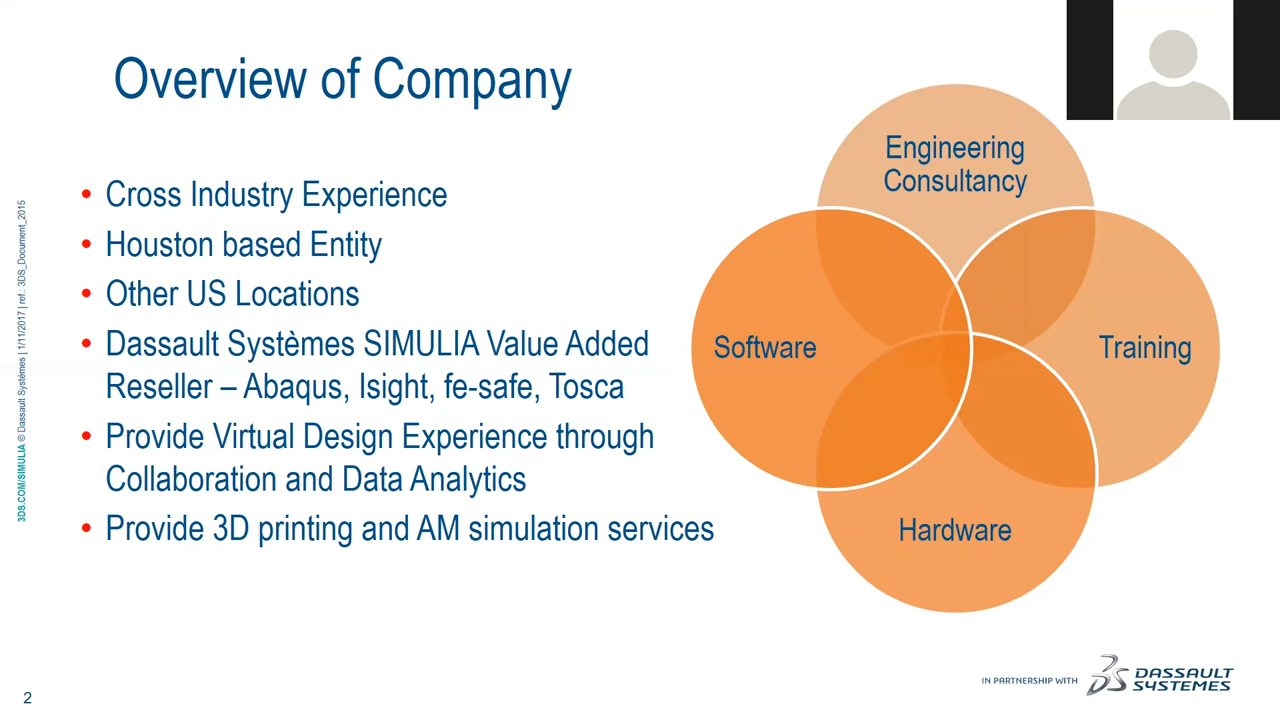 Overview of Company
• Cross Industry Experience
• Houston based Entity
• Other US Locations
• Dassault Systèmes SIMULIA Value Added
Reseller – Abaqus, Isight, fe-safe, Tosca
• Provide Virtual Design Experience through
Collaboration and Data Analytics
• Provide 3D printing and AM simulation services
Engineering
Consultancy
Software
Training
Hardware
3DS.COM/SIMULIA © Dassault Systèmes | 1/11/2017 | ref.: 3DS_Document_2015
2
IN PARTNERSHIP WITH
DASSAULT
SYSTEMES